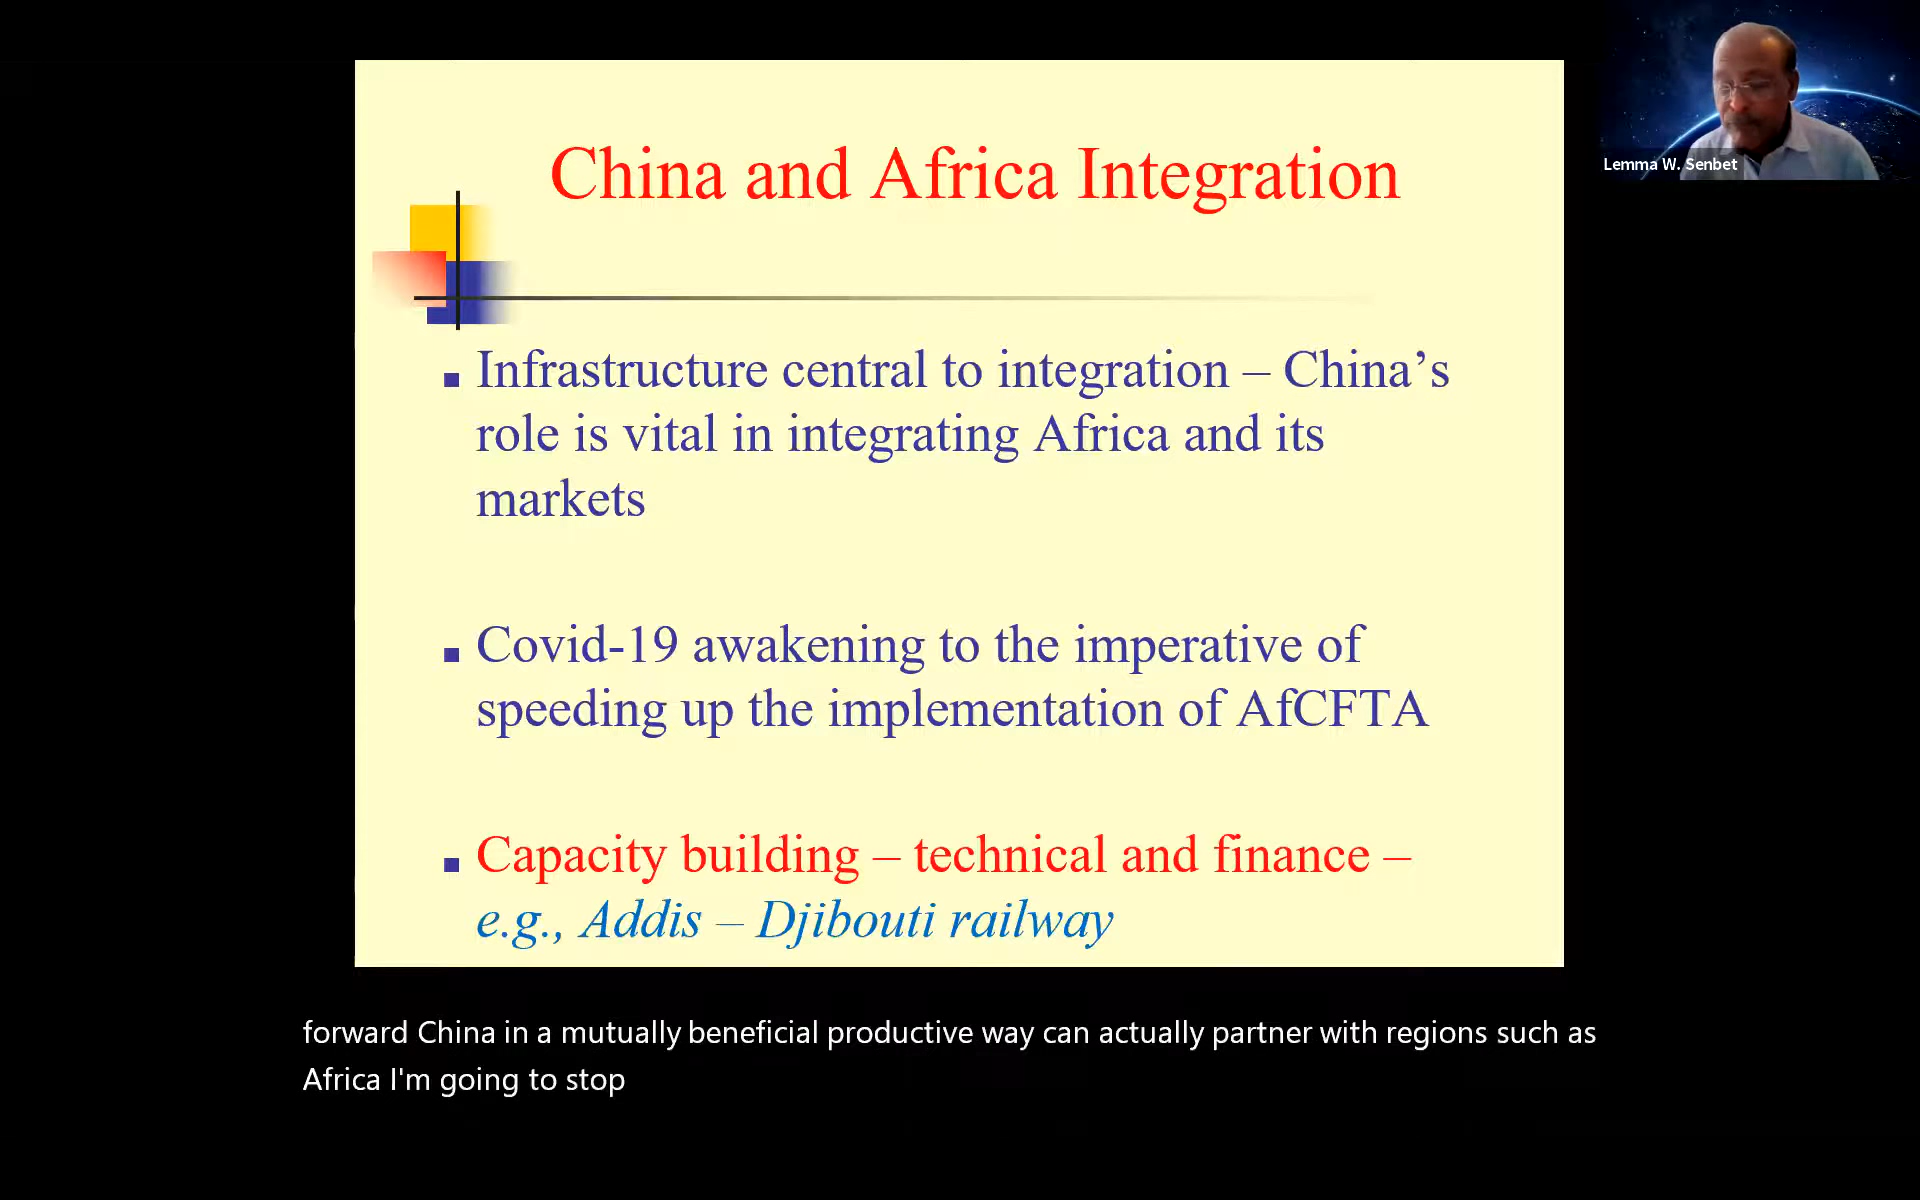 China and Africa Integration
Lemma W. Senbet
Infrastructure central to integration – China’s
role is vital in integrating Africa and its
markets
Covid-19 awakening to the imperative of
speeding up the implementation of AfCFTA
Capacity building – technical and finance –
e.g., Addis – Djibouti railway
forward China in a mutually beneficial productive way can actually partner with regions such as
Africa I'm going to stop